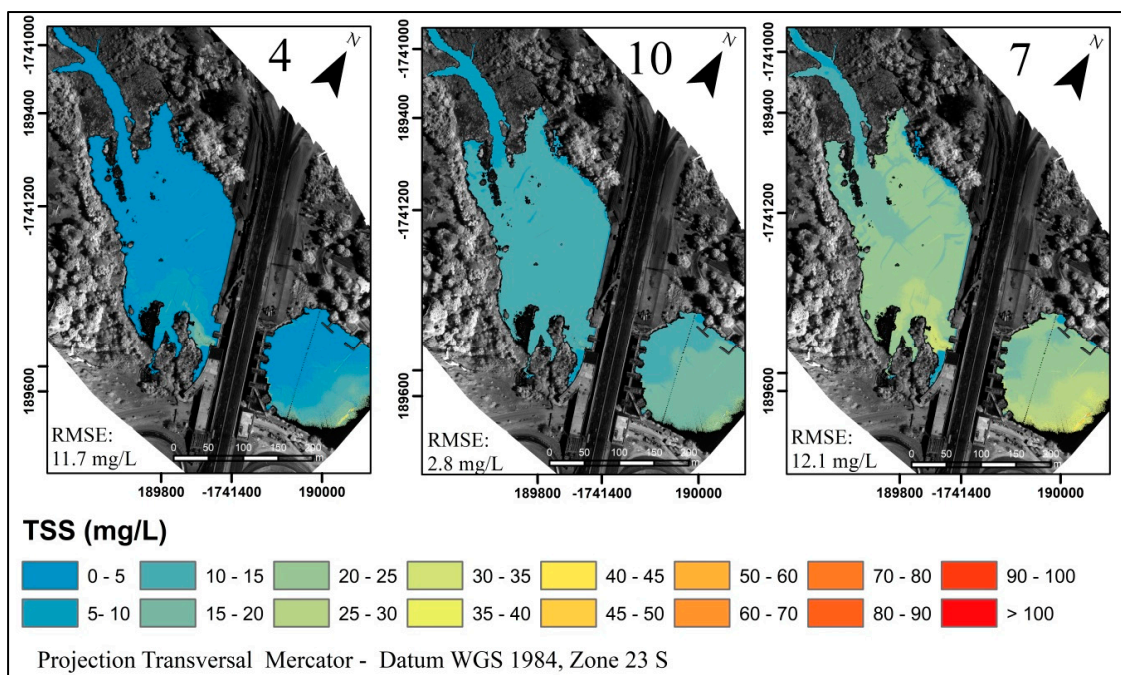 4
N
-1741000
189400
-1741200
189600
RMSE:
11.7 mg/L
0 50 100 150 200
m
189800 -1741400 190000
10
N
-1741000
189400
-1741200
189600
RMSE:
2.8 mg/L
0 50 100 150 200
m
189800 -1741400 190000
7
N
-1741000
189400
-1741200
189600
RMSE:
12.1 mg/L
0 50 100 150 200
m
189800 -1741400 190000
TSS (mg/L)
0 - 5 10 - 15 20 - 25 30 - 35 40 - 45 50 - 60 70 - 80 90 - 100
5- 10 15 - 20 25 - 30 35 - 40 45 - 50 60 - 70 80 - 90 > 100
Projection Transversal Mercator - Datum WGS 1984, Zone 23 S